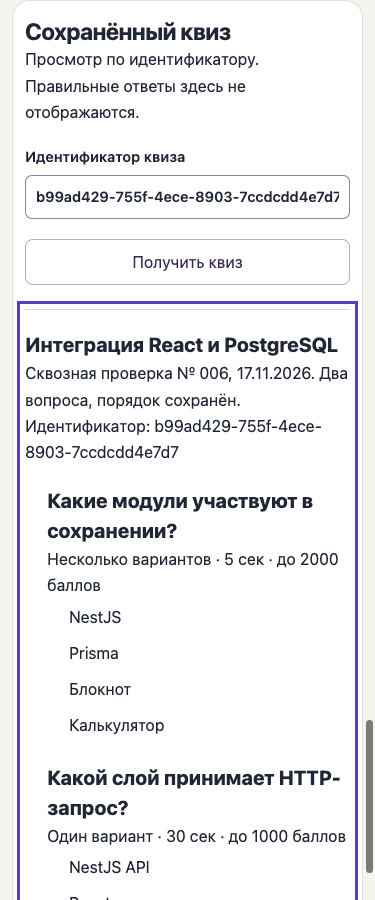 Сохранённый квиз
Просмотр по идентификатору.
Правильные ответы здесь не
отображаются.
Идентификатор квиза
b99ad429-755f-4ece-8903-7ccdcdd4e7d7
Получить квиз
Интеграция React и PostgreSQL
Сквозная проверка № 006, 17.11.2026. Два
вопроса, порядок сохранён.
Идентификатор: b99ad429-755f-4ece-
8903-7ccdcdd4e7d7
Какие модули участвуют в
сохранении?
Несколько вариантов · 5 сек · до 2000
баллов
NestJS
Prisma
Блокнот
Калькулятор
Какой слой принимает HTTP-
запрос?
Один вариант · 30 сек · до 1000 баллов
NestJS API